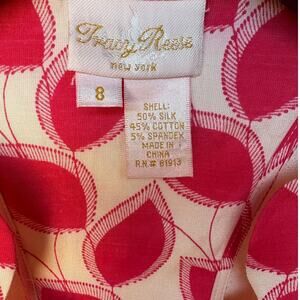 Tracy Reese
new york
8
SHELL:
50% SILK
45% COTTON
5% SPANDEX
MADE IN
CHINA
R.N.# 81913